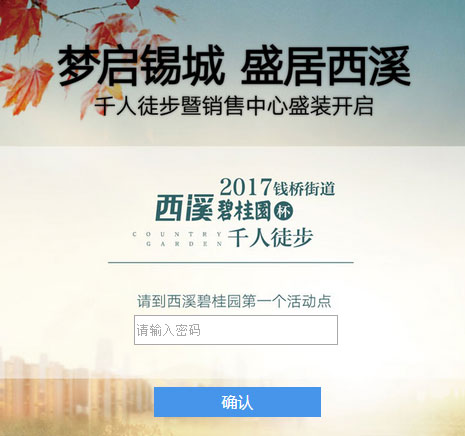 梦启锡城 盛居西溪
千人徒步暨销售中心盛装开启
2017钱桥街道
西溪碧桂园杯
COUNTRY
GARDEN
千人徒步
请到西溪碧桂园第一个活动点
请输入密码
确认